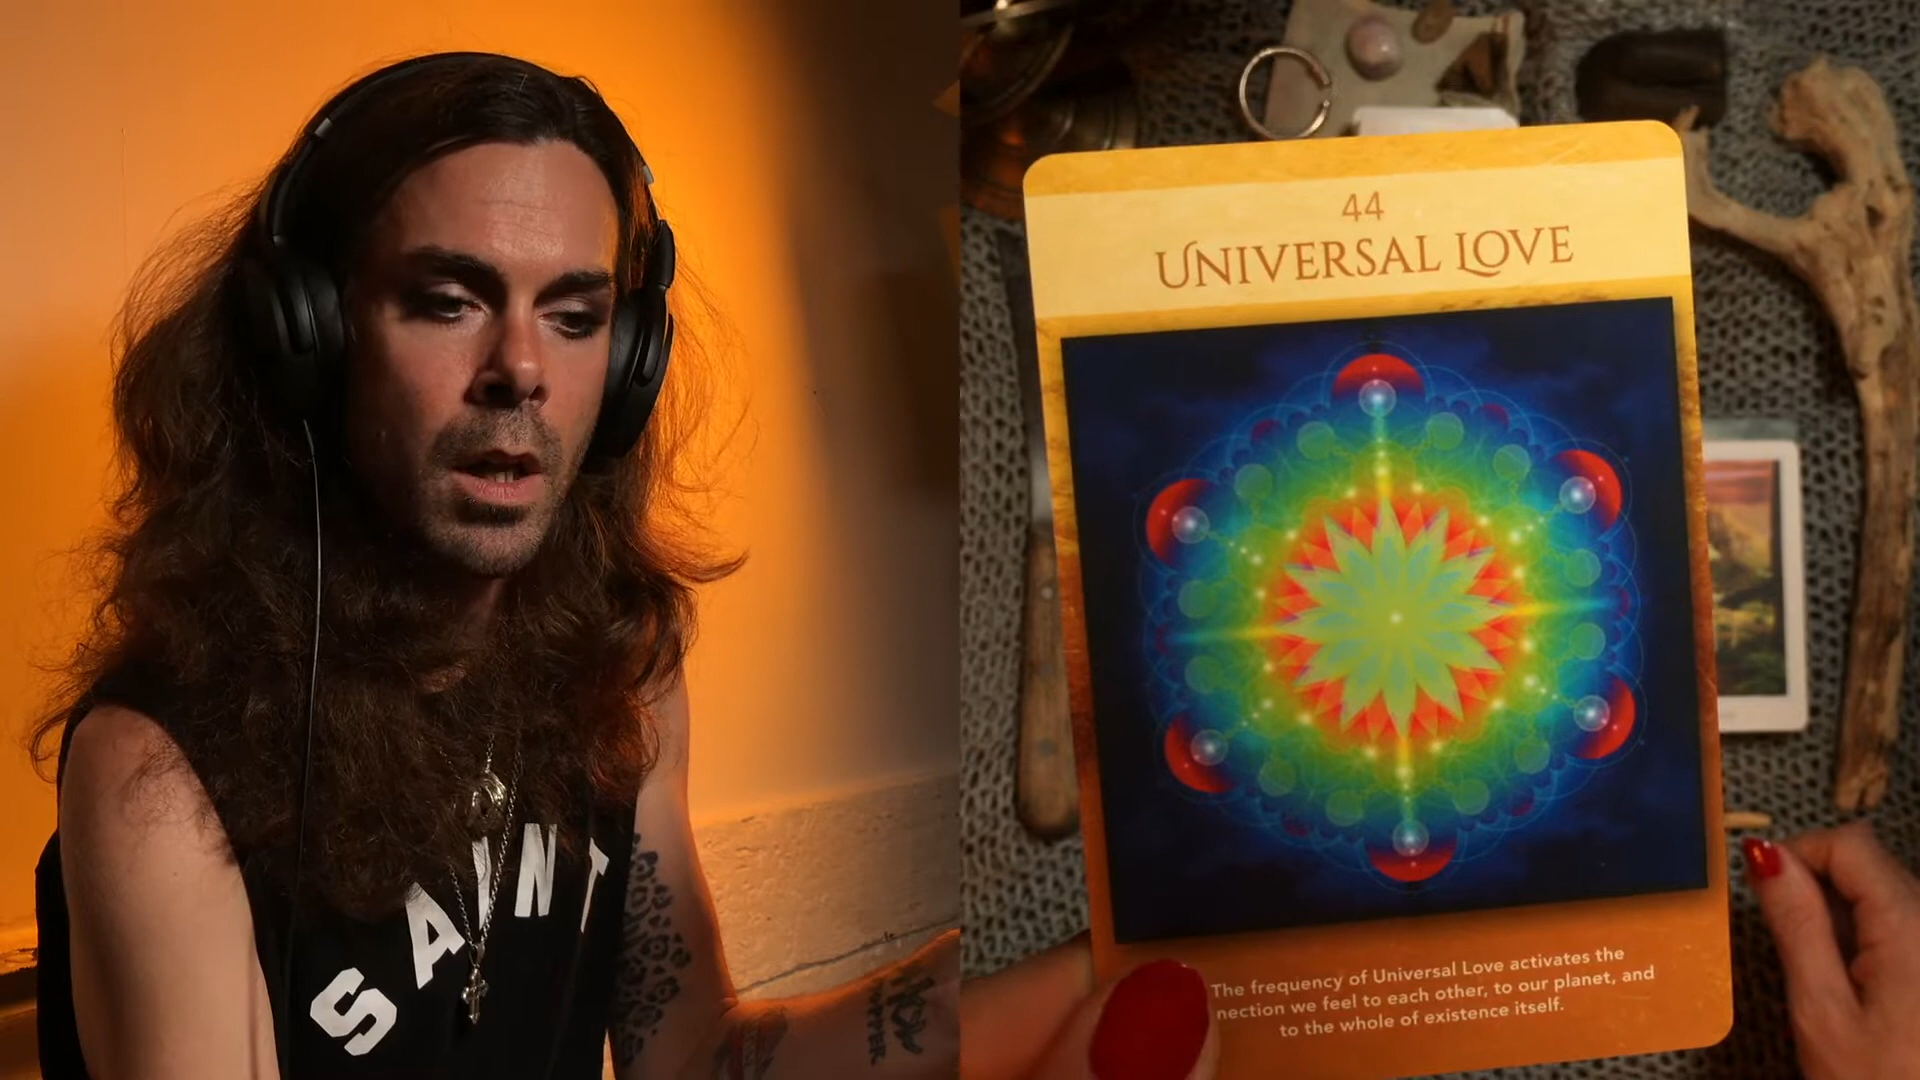 SAINT
44
UNIVERSAL LOVE
The frequency of Universal Love activates the
nection we feel to each other, to our planet, and
to the whole of existence itself.